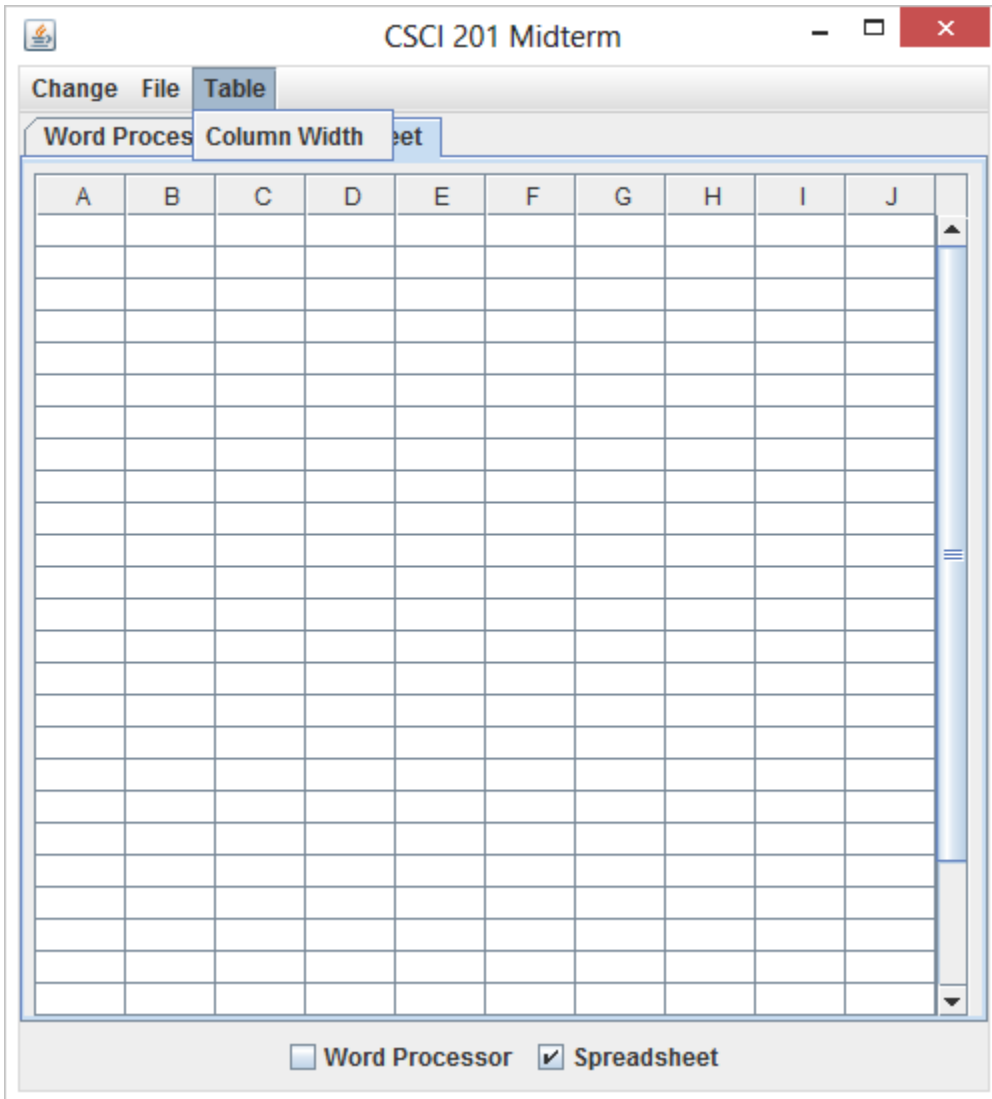 CSCI 201 Midterm
Change File Table
Word Proces Column Width eet
A B C D E F G H I J
Word Processor Spreadsheet